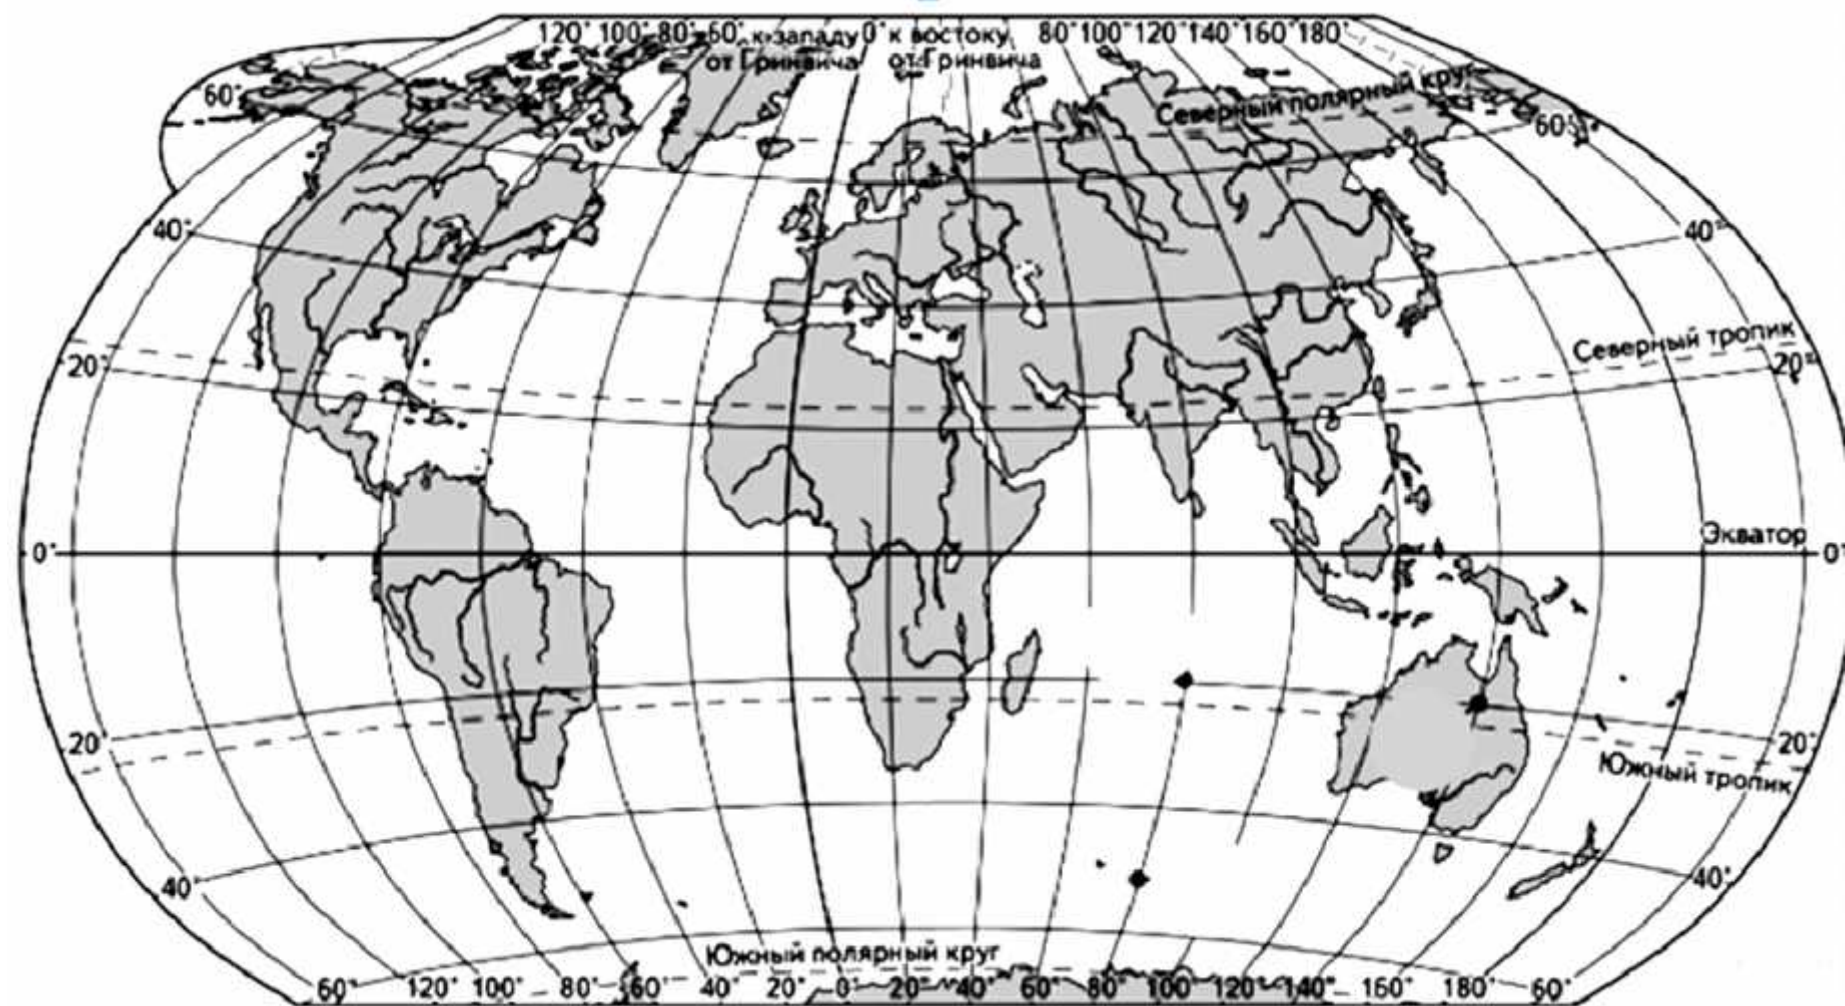 120° 100° 80° 60° к западу 0° к востоку 80° 100° 120° 140° 160° 180°
от Гринвича от Гринвича
Северный полярный круг
60° 60°
40° 40°
Северный тропик
20° 20°
Экватор
0° 0°
20° 20°
Южный тропик
40° 40°
Южный полярный круг
60° 120° 100° 80° 60° 40° 20° 0° 20° 40° 60° 80° 100° 120° 140° 160° 180° 60°